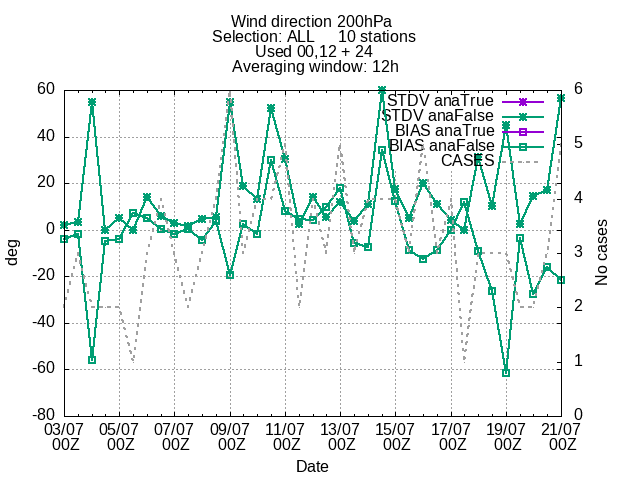 Wind direction 200hPa
Selection: ALL 10 stations
Used 00,12 + 24
Averaging window: 12h
STDV anaTrue
STDV anaFalse
BIAS anaTrue
BIAS anaFalse
CASES
60
40
20
0
-20
-40
-60
-80
deg
6
5
4
3
2
1
0
No cases
03/07 05/07 07/07 09/07 11/07 13/07 15/07 17/07 19/07 21/07
00Z 00Z 00Z 00Z 00Z 00Z 00Z 00Z 00Z 00Z
Date